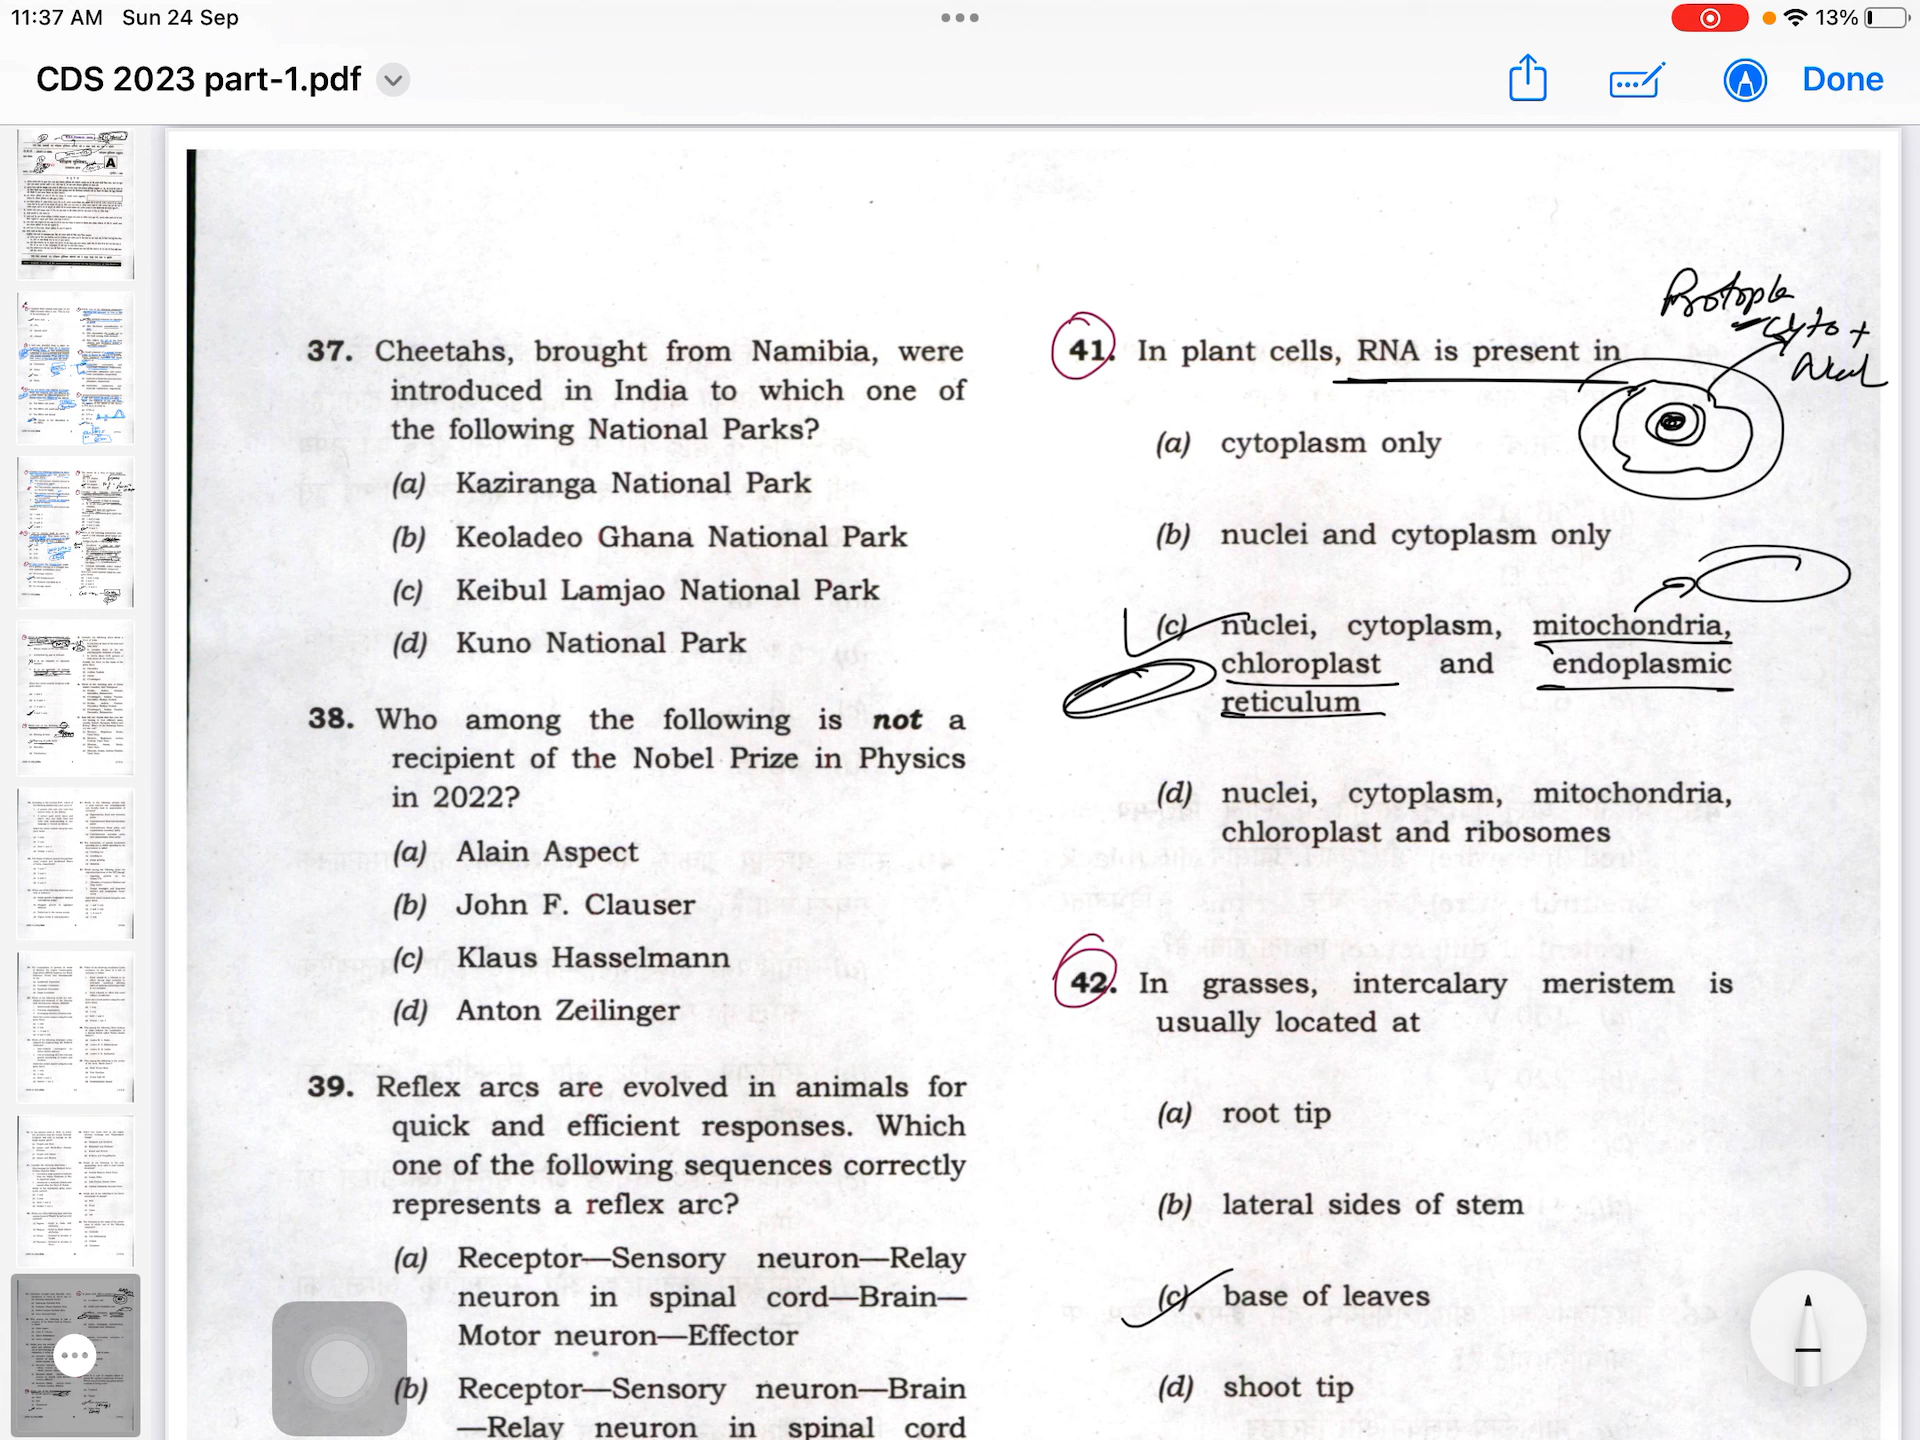 11:37 AM Sun 24 Sep
13%
CDS 2023 part-1.pdf
Done
37. Cheetahs, brought from Namibia, were
introduced in India to which one of
the following National Parks?
(a) Kaziranga National Park
(b) Keoladeo Ghana National Park
(c) Keibul Lamjao National Park
(d) Kuno National Park
38. Who among the following is not a
recipient of the Nobel Prize in Physics
in 2022?
(a) Alain Aspect
(b) John F. Clauser
(c) Klaus Hasselmann
(d) Anton Zeilinger
39. Reflex arcs are evolved in animals for
quick and efficient responses. Which
one of the following sequences correctly
represents a reflex arc?
(a) Receptor—Sensory neuron—Relay
neuron in spinal cord—Brain—
Motor neuron—Effector
(b) Receptor—Sensory neuron—Brain
—Relay neuron in spinal cord
Protopla
Cyto +
41. In plant cells, RNA is present in
(a) cytoplasm only
(b) nuclei and cytoplasm only
(c) nuclei, cytoplasm, mitochondria,
chloroplast and endoplasmic
reticulum
(d) nuclei, cytoplasm, mitochondria,
chloroplast and ribosomes
42. In grasses, intercalary meristem is
usually located at
(a) root tip
(b) lateral sides of stem
(c) base of leaves
(d) shoot tip